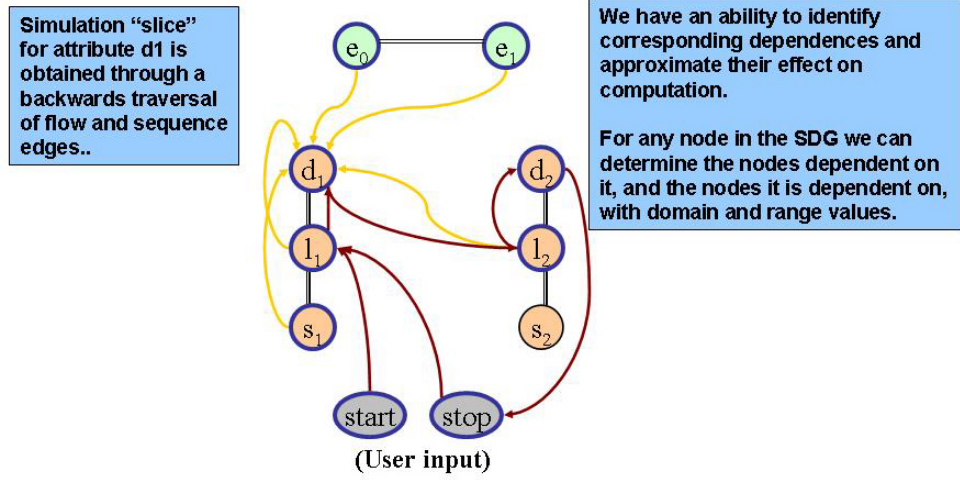 Simulation “slice”
for attribute d1 is
obtained through a
backwards traversal
of flow and sequence
edges..
We have an ability to identify
corresponding dependences and
approximate their effect on
computation.
For any node in the SDG we can
determine the nodes dependent on
it, and the nodes it is dependent on,
with domain and range values.
e0 e1
d1 d2
l1 l2
s1 s2
start stop
(User input)